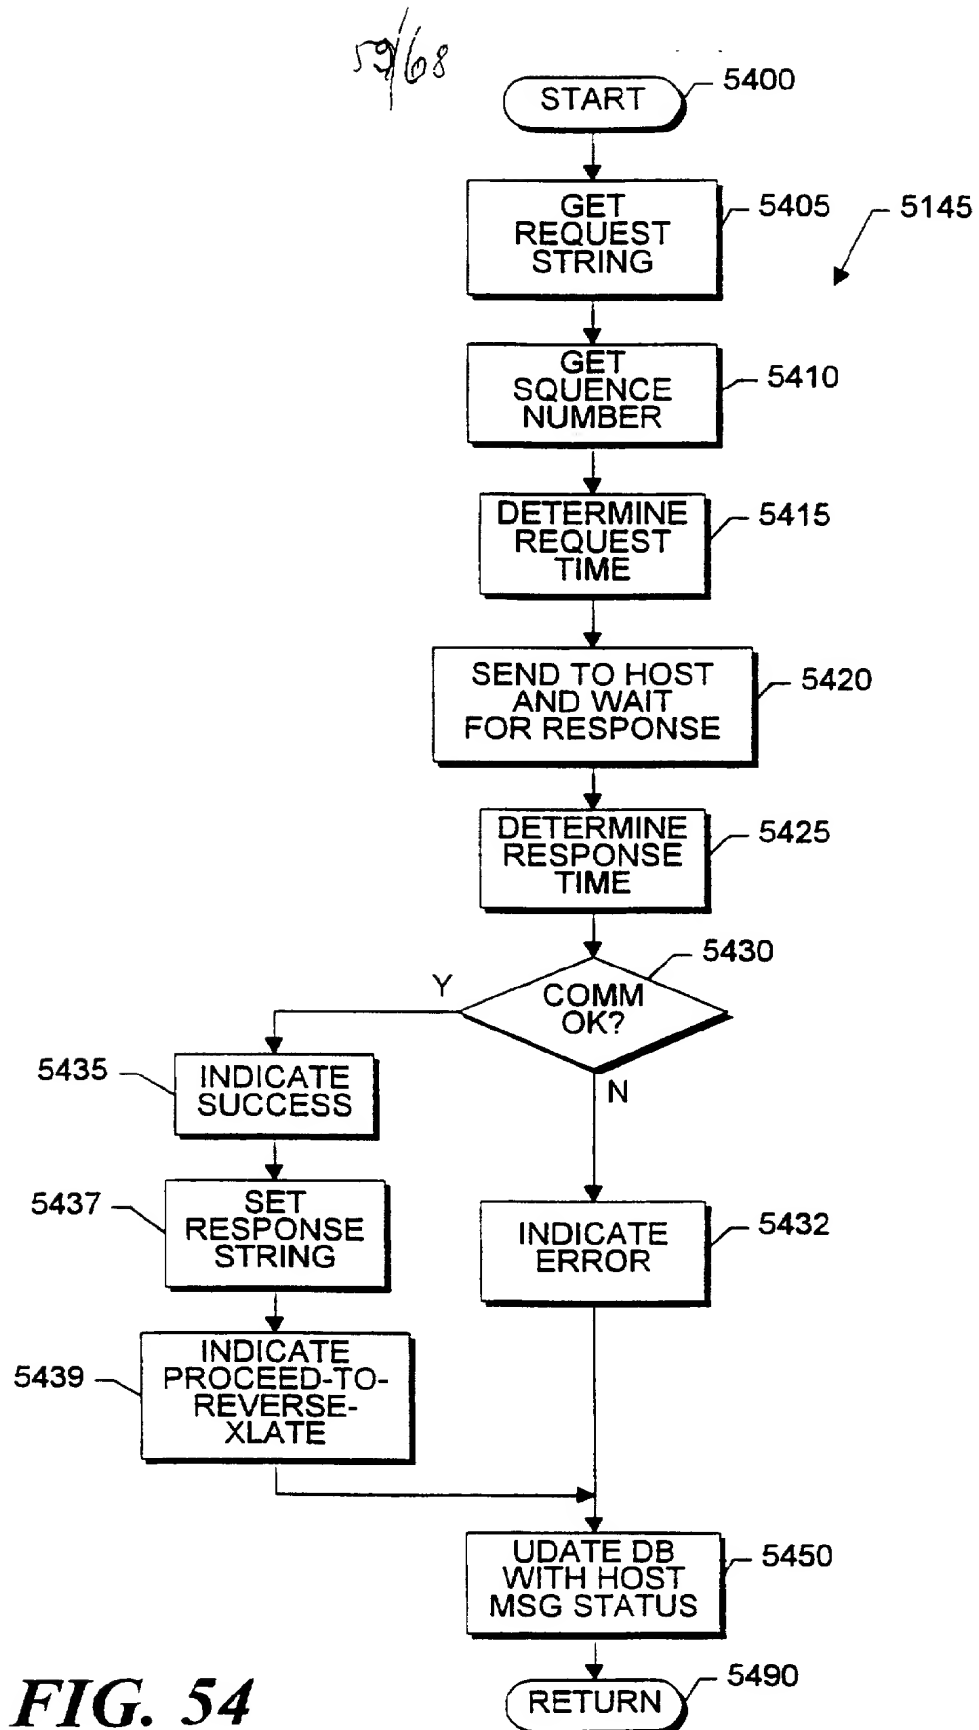 59/68
START
5400
GET
REQUEST
STRING
5405
5145
GET
SQUENCE
NUMBER
5410
DETERMINE
REQUEST
TIME
5415
SEND TO HOST
AND WAIT
FOR RESPONSE
5420
DETERMINE
RESPONSE
TIME
5425
COMM
OK?
5430
Y
N
5435
INDICATE
SUCCESS
5437
SET
RESPONSE
STRING
INDICATE
ERROR
5432
5439
INDICATE
PROCEED-TO-
REVERSE-
XLATE
UDATE DB
WITH HOST
MSG STATUS
5450
RETURN
5490
FIG. 54